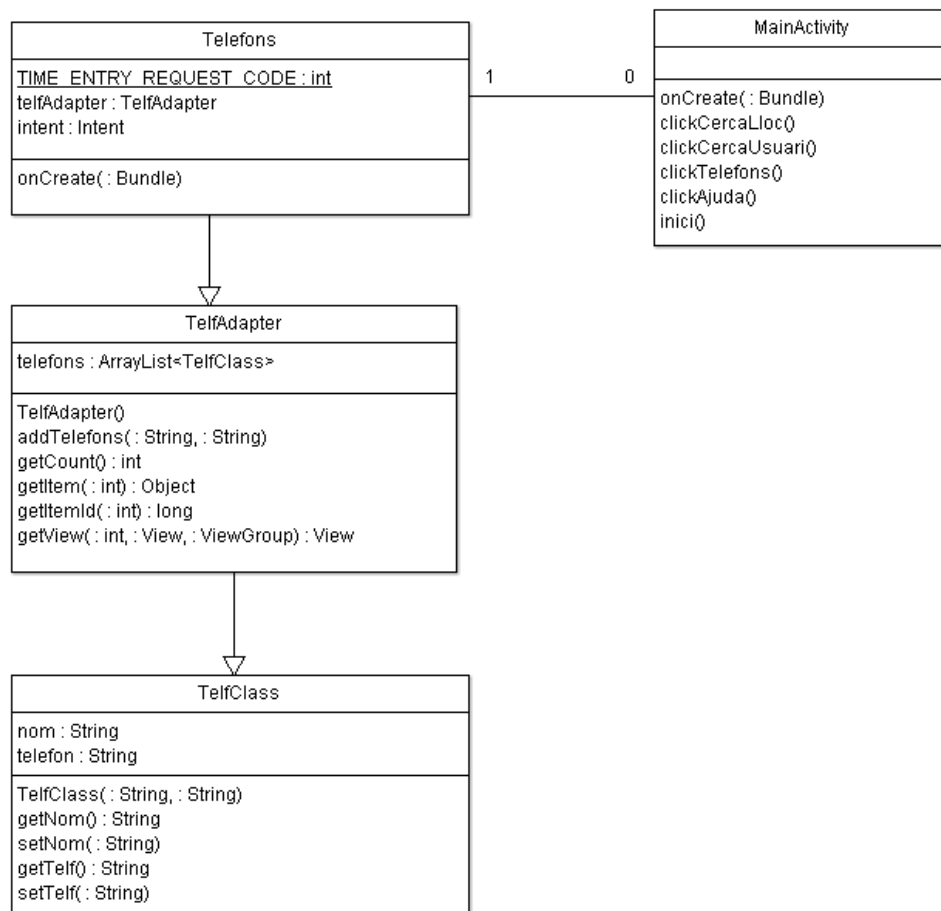 Telefons
TIME_ENTRY_REQUEST_CODE : int
telfAdapter : TelfAdapter
intent : Intent
onCreate( : Bundle)
1
0
MainActivity
onCreate( : Bundle)
clickCercaLloc()
clickCercaUsuari()
clickTelefons()
clickAjuda()
inici()
TelfAdapter
telefons : ArrayList<TelfClass>
TelfAdapter()
addTelefons( : String, : String)
getCount() : int
getItem( : int) : Object
getItemId( : int) : long
getView( : int, : View, : ViewGroup) : View
TelfClass
nom : String
telefon : String
TelfClass( : String, : String)
getNom() : String
setNom( : String)
getTelf() : String
setTelf( : String)